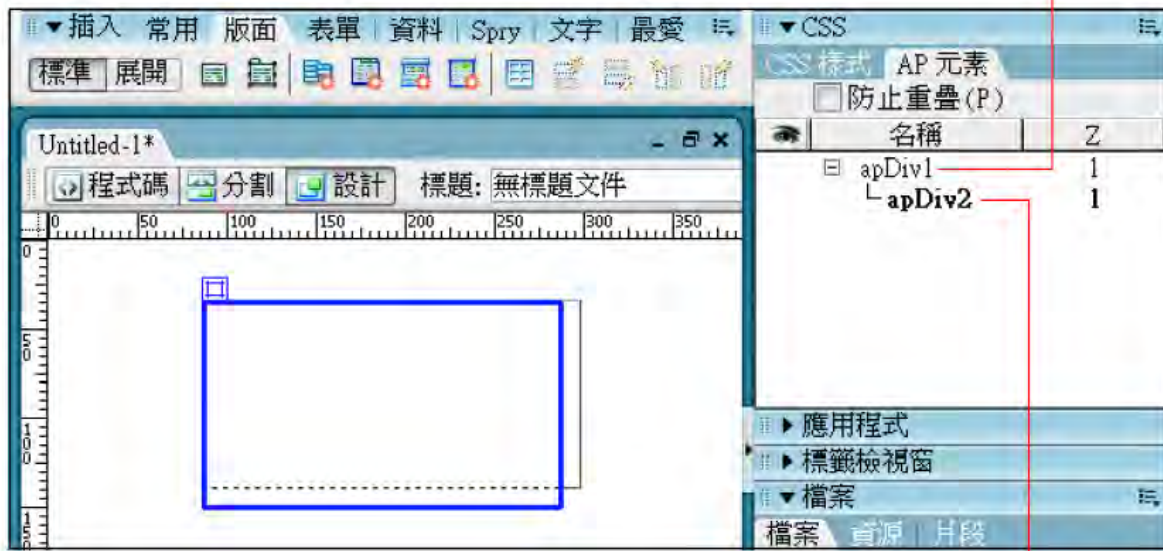 ▼插入 常用 版面 表單 資料 Spry 文字 最愛
標準 展開
Untitled-1*
程式碼 分割 設計 標題: 無標題文件
0 50 100 150 200 250 300 350
0
50
100
150
▼CSS
CSS 樣式 AP 元素
防止重疊(P)
名稱 Z
apDiv1 1
apDiv2 1
▶應用程式
▶標籤檢視窗
▼檔案
檔案 資源 片段